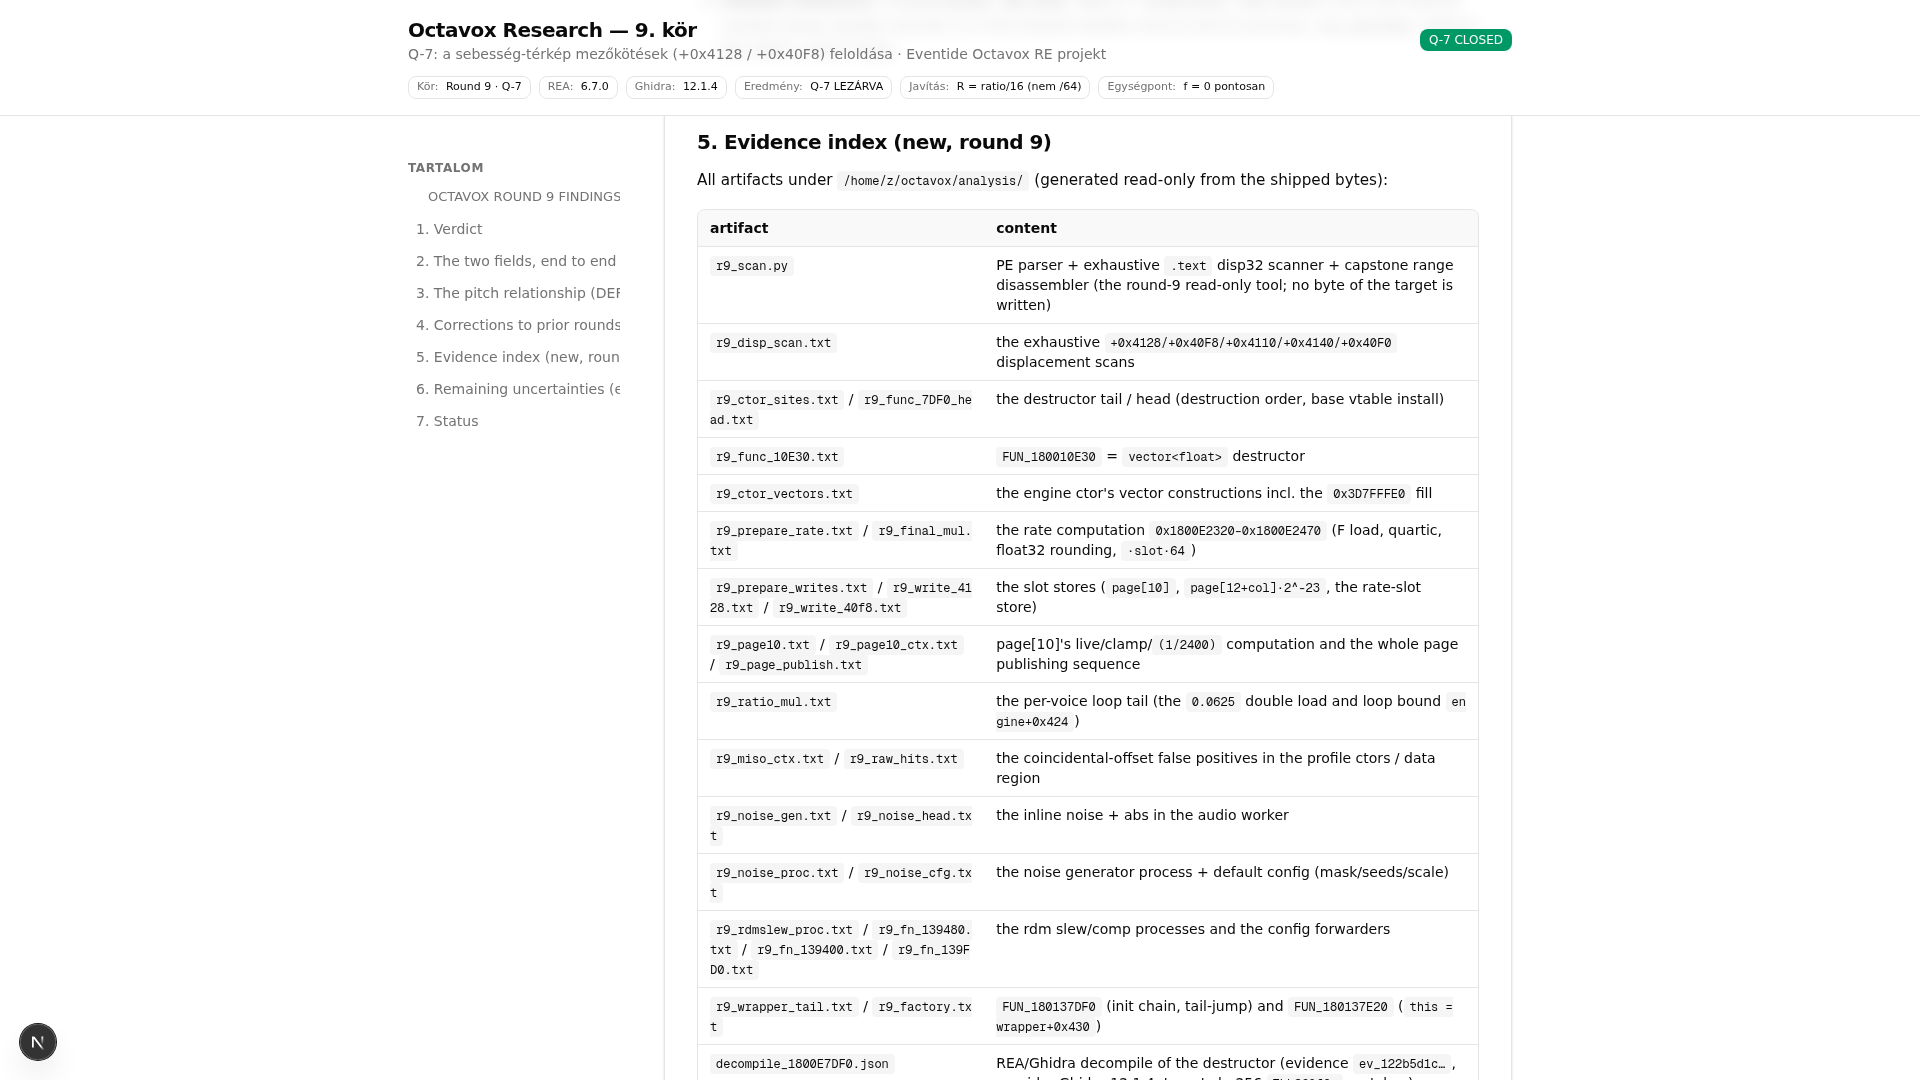 Octavox Research — 9. kör
Q-7: a sebesség-térkép mezőkötések (+0x4128 / +0x40F8) feloldása · Eventide Octavox RE projekt
Q-7 CLOSED
Kör: Round 9 · Q-7
REA: 6.7.0
Ghidra: 12.1.4
Eredmény: Q-7 LEZÁRVA
Javítás: R = ratio/16 (nem /64)
Egységpont: f = 0 pontosan
TARTALOM
OCTAVOX ROUND 9 FINDINGS
1. Verdict
2. The two fields, end to end
3. The pitch relationship (DEF
4. Corrections to prior rounds
5. Evidence index (new, roun
6. Remaining uncertainties (e
7. Status
5. Evidence index (new, round 9)
All artifacts under /home/z/octavox/analysis/ (generated read-only from the shipped bytes):
artifact content
r9_scan.py
PE parser + exhaustive .text disp32 scanner + capstone range
disassembler (the round-9 read-only tool; no byte of the target is
written)
r9_disp_scan.txt
the exhaustive +0x4128/+0x40F8/+0x4110/+0x4140/+0x40F0
displacement scans
r9_ctor_sites.txt / r9_func_7DF0_he
ad.txt
the destructor tail / head (destruction order, base vtable install)
r9_func_10E30.txt
FUN_180010E30 = vector<float> destructor
r9_ctor_vectors.txt
the engine ctor's vector constructions incl. the 0x3D7FFFE0 fill
r9_prepare_rate.txt / r9_final_mul.
txt
the rate computation 0x1800E2320–0x1800E2470 (F load, quartic,
float32 rounding, ·slot·64 )
r9_prepare_writes.txt / r9_write_41
28.txt / r9_write_40f8.txt
the slot stores ( page[10] , page[12+col]·2^-23 , the rate-slot
store)
r9_page10.txt / r9_page10_ctx.txt
/ r9_page_publish.txt
page[10]'s live/clamp/ (1/2400) computation and the whole page
publishing sequence
r9_ratio_mul.txt
the per-voice loop tail (the 0.0625 double load and loop bound en
gine+0x424 )
r9_miso_ctx.txt / r9_raw_hits.txt
the coincidental-offset false positives in the profile ctors / data
region
r9_noise_gen.txt / r9_noise_head.tx
t
the inline noise + abs in the audio worker
r9_noise_proc.txt / r9_noise_cfg.tx
t
the noise generator process + default config (mask/seeds/scale)
r9_rdmslew_proc.txt / r9_fn_139480.
txt / r9_fn_139400.txt / r9_fn_139F
D0.txt
the rdm slew/comp processes and the config forwarders
r9_wrapper_tail.txt / r9_factory.tx
t
FUN_180137DF0 (init chain, tail-jump) and FUN_180137E20 ( this =
wrapper+0x430 )
decompile_1800E7DF0.json
REA/Ghidra decompile of the destructor (evidence ev_122b5d1c… ,